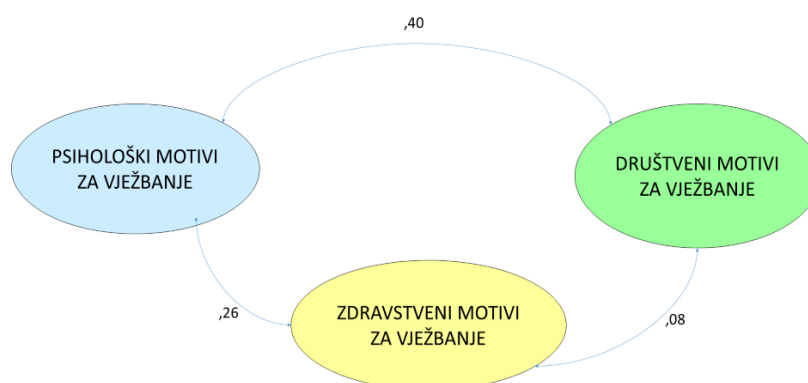 ,40
PSIHOLOŠKI MOTIVI
ZA VJEŽBANJE
DRUŠTVENI MOTIVI
ZA VJEŽBANJE
,26
ZDRAVSTVENI MOTIVI
ZA VJEŽBANJE
,08